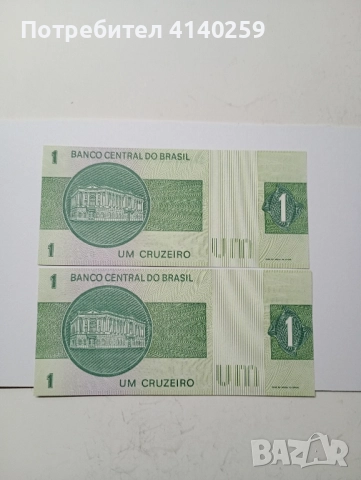 Потребител 4140259
1
BANCO CENTRAL DO BRASIL
1
1
UM CRUZEIRO
UM
1
BANCO CENTRAL DO BRASIL
1
1
UM CRUZEIRO
UM
BAZAR